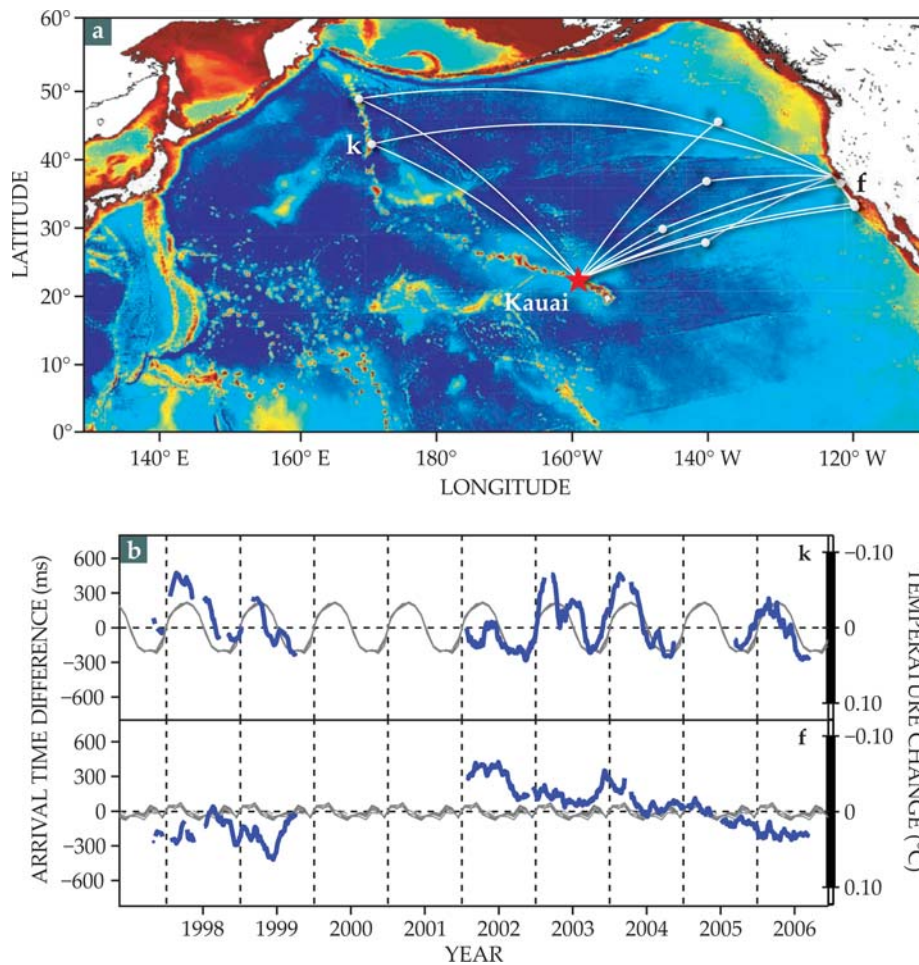 a
60°
50°
40°
30°
20°
10°
0°
LATITUDE
k
f
Kauai
140° E
160° E
180°
160° W
140° W
120° W
LONGITUDE
b
k
600
300
0
−300
−600
−0.10
0
0.10
f
600
300
0
−300
−600
−0.10
0
0.10
ARRIVAL TIME DIFFERENCE (ms)
TEMPERATURE CHANGE (°C)
1998
1999
2000
2001
2002
2003
2004
2005
2006
YEAR